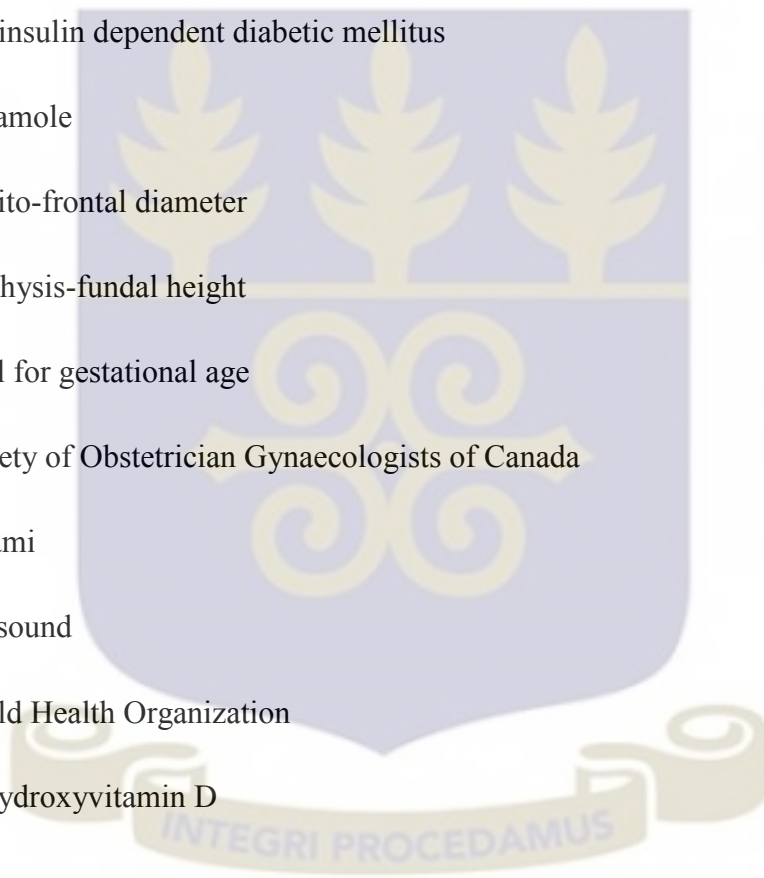 insulin dependent diabetic mellitus
amole
ito-frontal diameter
hysis-fundal height
l for gestational age
ety of Obstetrician Gynaecologists of Canada
ami
sound
ld Health Organization
ydroxyvitamin D
INTEGRI PROCEDAMUS